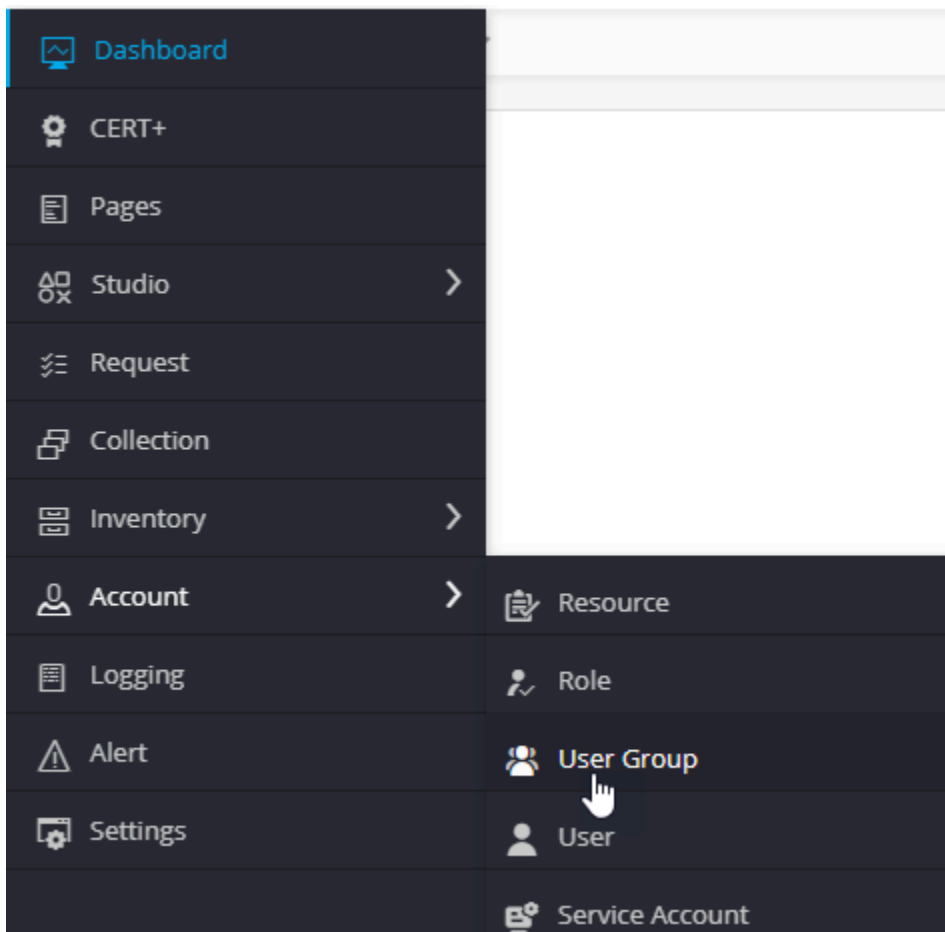 Dashboard
CERT+
Pages
Studio
Request
Collection
Inventory
Account
Logging
Alert
Settings
Resource
Role
User Group
User
Service Account